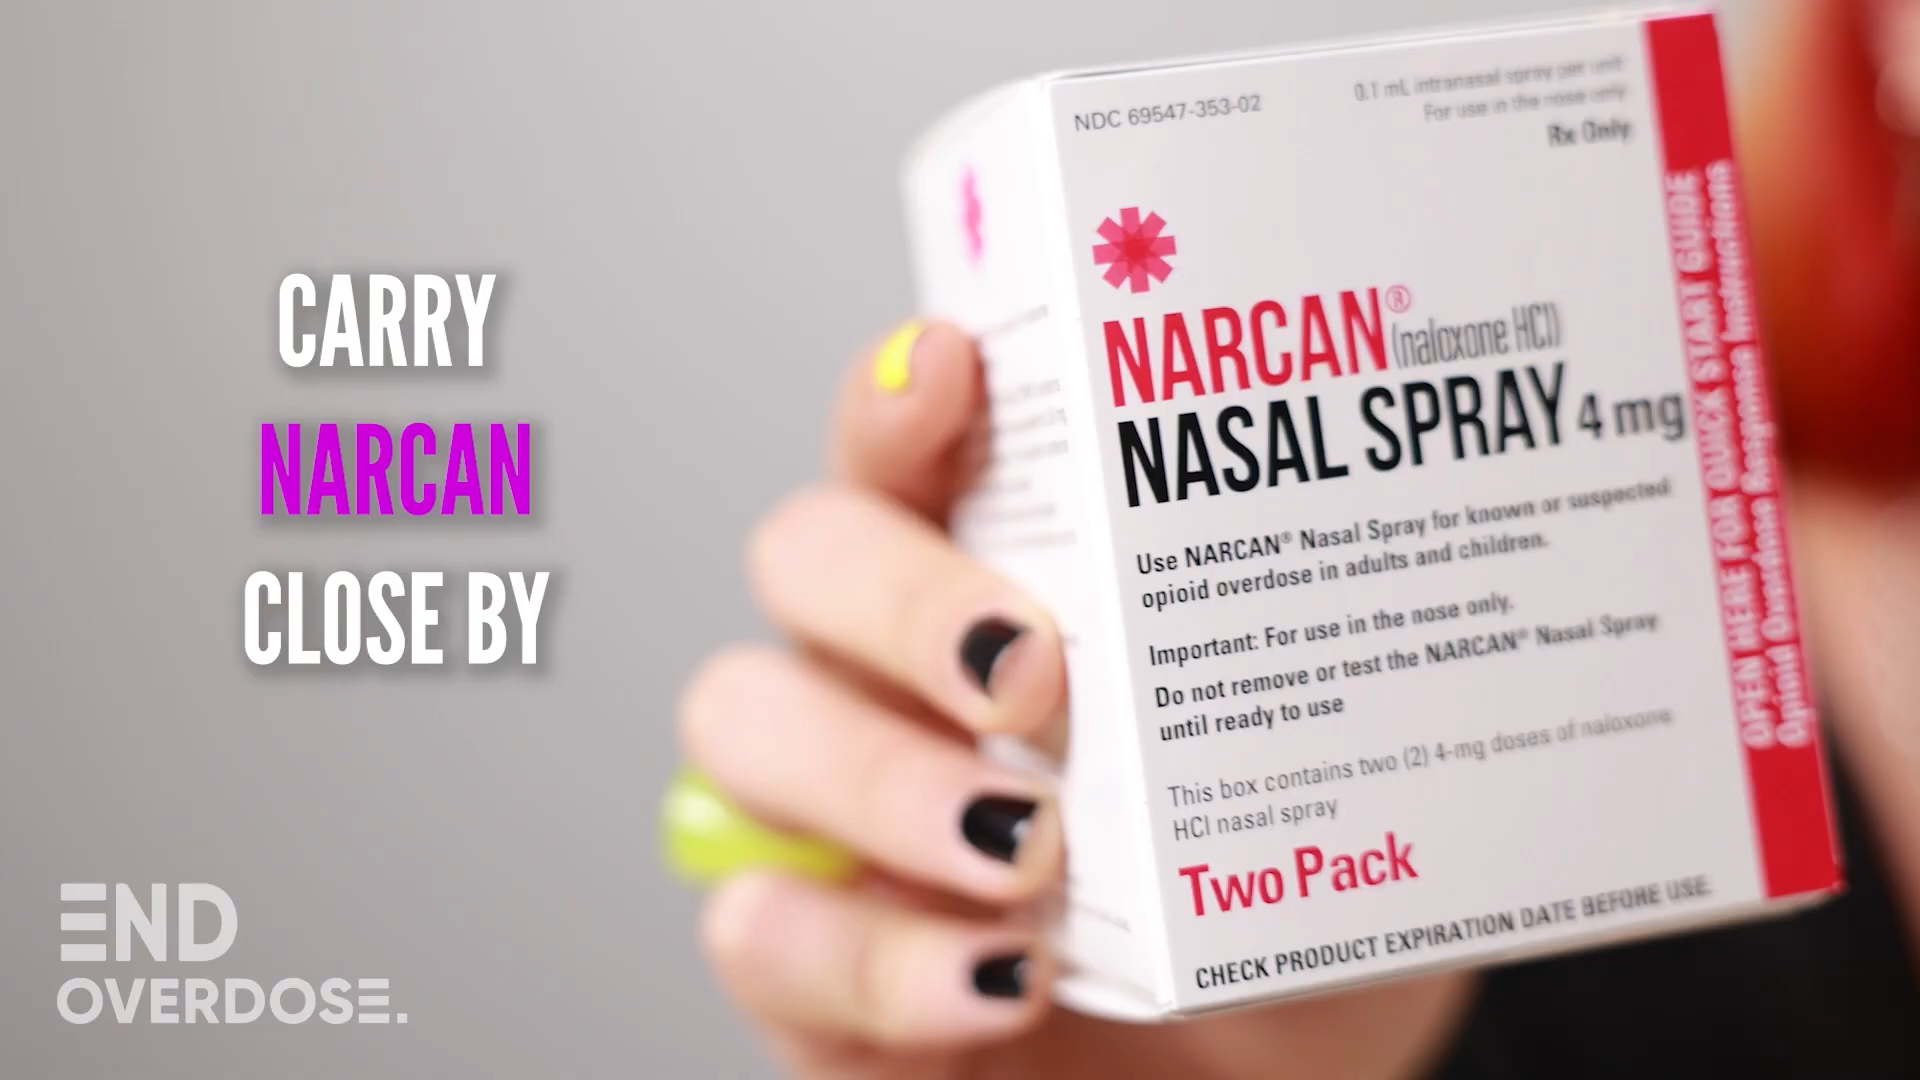 CARRY
NARCAN
CLOSE BY
END
OVERDOSE.
NDC 69547-353-02
0.1 mL intranasal spray per unit
For use in the nose only
Rx Only
NARCAN® (naloxone HCl)
NASAL SPRAY 4 mg
Use NARCAN® Nasal Spray for known or suspected
opioid overdose in adults and children.
Important: For use in the nose only.
Do not remove or test the NARCAN® Nasal Spray
until ready to use
This box contains two (2) 4-mg doses of naloxone
HCl nasal spray
Two Pack
CHECK PRODUCT EXPIRATION DATE BEFORE USE.
OPEN HERE FOR QUICK START GUIDE
Opioid Overdose Response Instructions